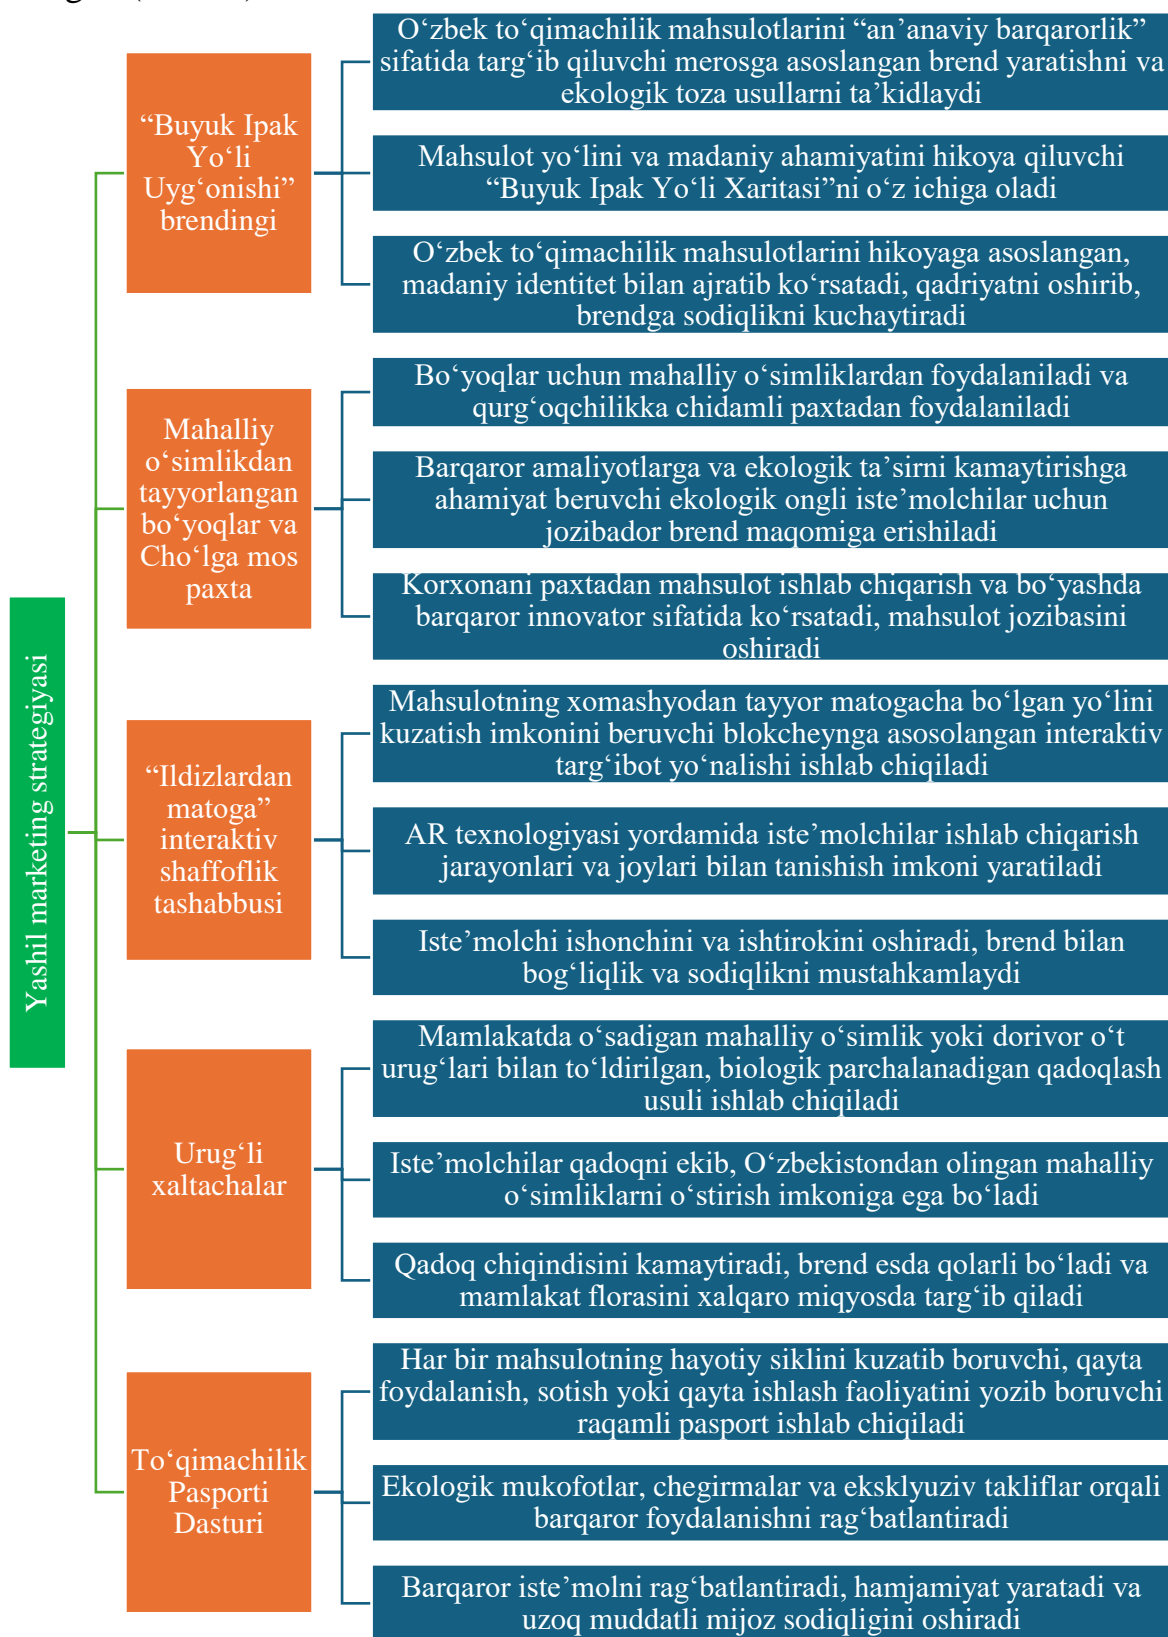 Yashil marketing strategiyasi
“Buyuk Ipak
Yo‘li
Uyg‘onishi”
brendingi
O‘zbek to‘qimachilik mahsulotlarini “an’anaviy barqarorlik”
sifatida targ‘ib qiluvchi merosga asoslangan brend yaratishni va
ekologik toza usullarni ta’kidlaydi
Mahsulot yo‘lini va madaniy ahamiyatini hikoya qiluvchi
“Buyuk Ipak Yo‘li Xaritasi”ni o‘z ichiga oladi
O‘zbek to‘qimachilik mahsulotlarini hikoyaga asoslangan,
madaniy identitet bilan ajratib ko‘rsatadi, qadriyatni oshirib,
brendga sodiqlikni kuchaytiradi
Mahalliy
o‘simlikdan
tayyorlangan
bo‘yoqlar va
Cho‘lga mos
paxta
Bo‘yoqlar uchun mahalliy o‘simliklardan foydalaniladi va
qurg‘oqchilikka chidamli paxtadan foydalaniladi
Barqaror amaliyotlarga va ekologik ta’sirni kamaytirishga
ahamiyat beruvchi ekologik ongli iste’molchilar uchun
jozibador brend maqomiga erishiladi
Korxonani paxtadan mahsulot ishlab chiqarish va bo‘yashda
barqaror innovator sifatida ko‘rsatadi, mahsulot jozibasini
oshiradi
“Ildizlardan
matoga”
interaktiv
shaffoflik
tashabbusi
Mahsulotning xomashyodan tayyor matogacha bo‘lgan yo‘lini
kuzatish imkonini beruvchi blokcheynga asosolangan interaktiv
targ‘ibot yo‘nalishi ishlab chiqiladi
AR texnologiyasi yordamida iste’molchilar ishlab chiqarish
jarayonlari va joylari bilan tanishish imkoni yaratiladi
Iste’molchi ishonchini va ishtirokini oshiradi, brend bilan
bog‘liqlik va sodiqlikni mustahkamlaydi
Urug‘li
xaltachalar
Mamlakatda o‘sadigan mahalliy o‘simlik yoki dorivor o‘t
urug‘lari bilan to‘ldirilgan, biologik parchalanadigan qadoqlash
usuli ishlab chiqiladi
Iste’molchilar qadoqni ekib, O‘zbekistondan olingan mahalliy
o‘simliklarni o‘stirish imkoniga ega bo‘ladi
Qadoq chiqindisini kamaytiradi, brend esda qolarli bo‘ladi va
mamlakat florasini xalqaro miqyosda targ‘ib qiladi
To‘qimachilik
Pasporti
Dasturi
Har bir mahsulotning hayotiy siklini kuzatib boruvchi, qayta
foydalanish, sotish yoki qayta ishlash faoliyatini yozib boruvchi
raqamli pasport ishlab chiqiladi
Ekologik mukofotlar, chegirmalar va eksklyuziv takliflar orqali
barqaror foydalanishni rag‘batlantiradi
Barqaror iste’molni rag‘batlantiradi, hamjamiyat yaratadi va
uzoq muddatli mijoz sodiqligini oshiradi